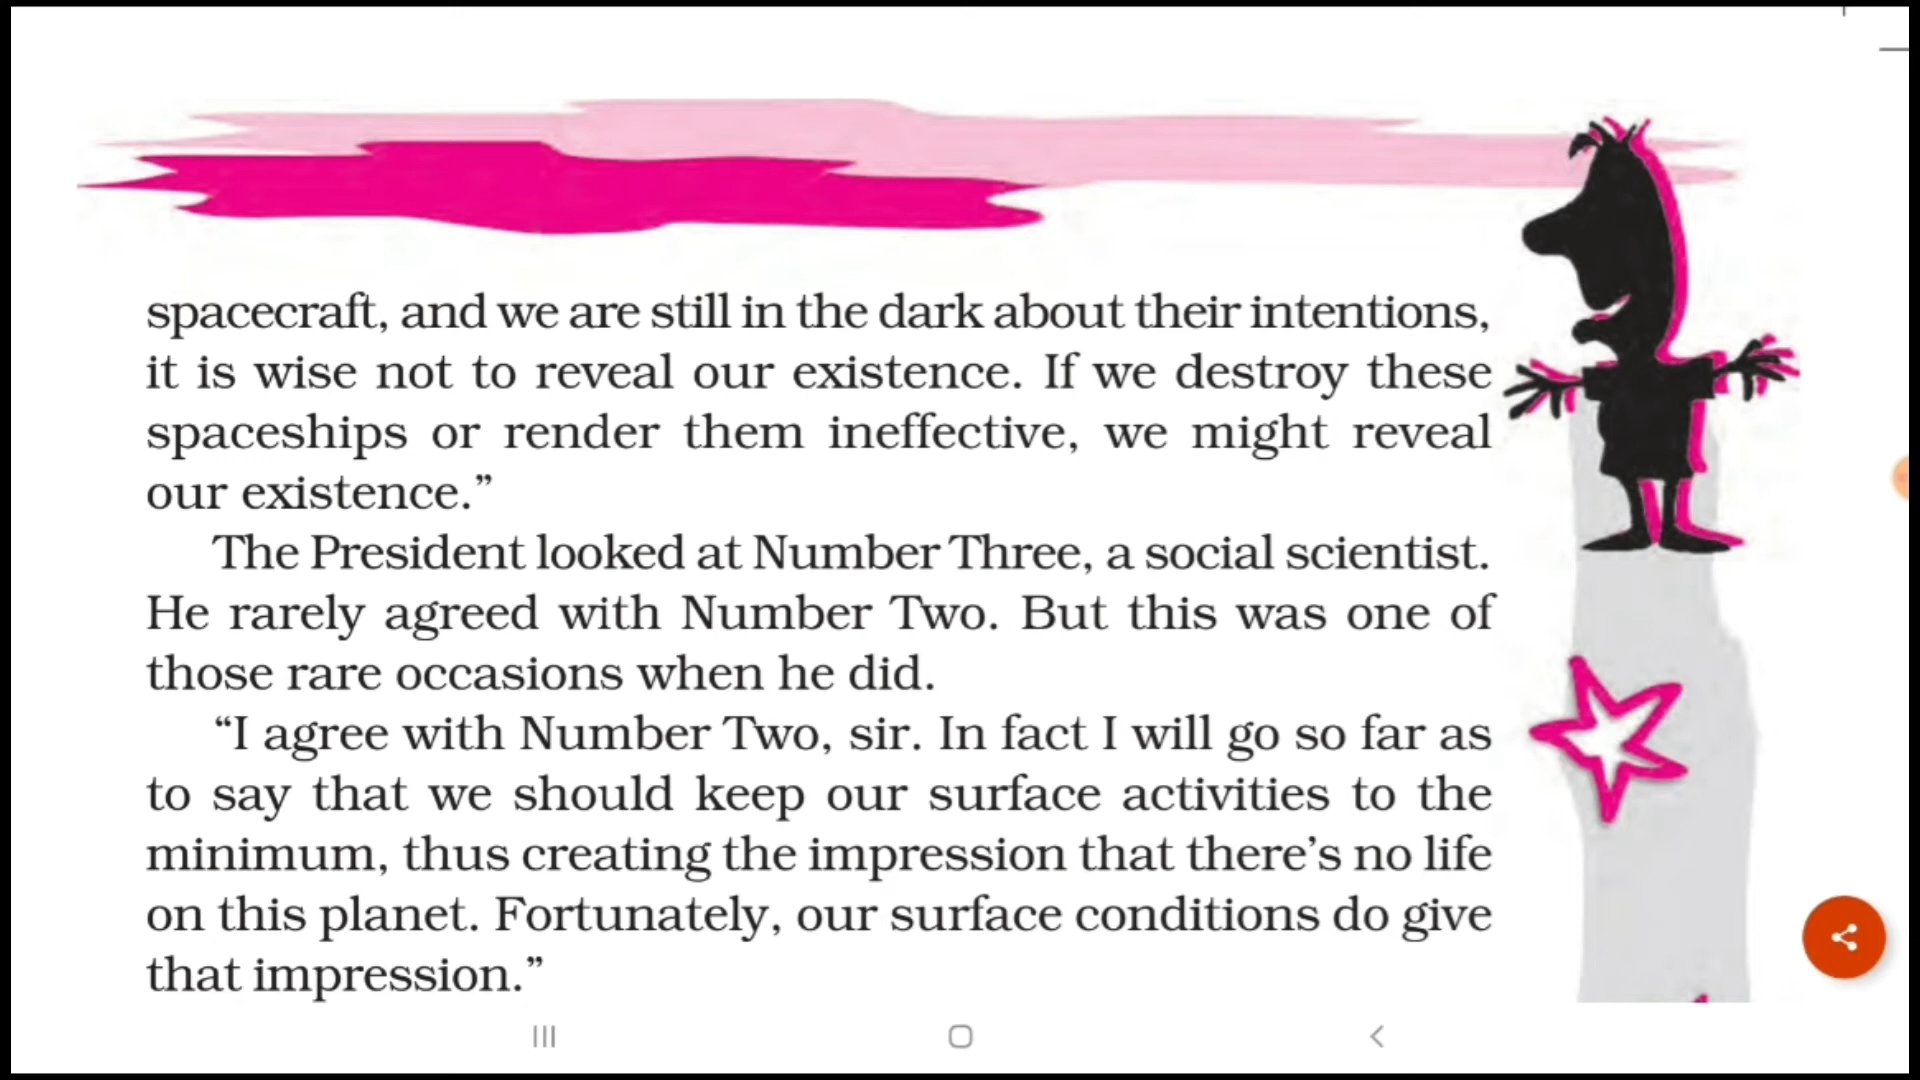 spacecraft, and we are still in the dark about their intentions,
it is wise not to reveal our existence. If we destroy these
spaceships or render them ineffective, we might reveal
our existence.”
The President looked at Number Three, a social scientist.
He rarely agreed with Number Two. But this was one of
those rare occasions when he did.
“I agree with Number Two, sir. In fact I will go so far as
to say that we should keep our surface activities to the
minimum, thus creating the impression that there’s no life
on this planet. Fortunately, our surface conditions do give
that impression.”